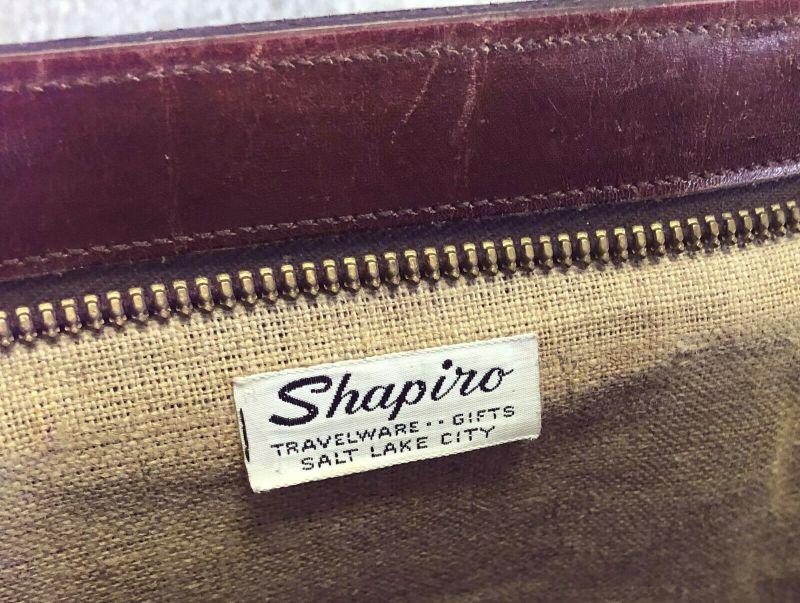 Shapiro
TRAVELWARE·· GIFTS
SALT LAKE CITY